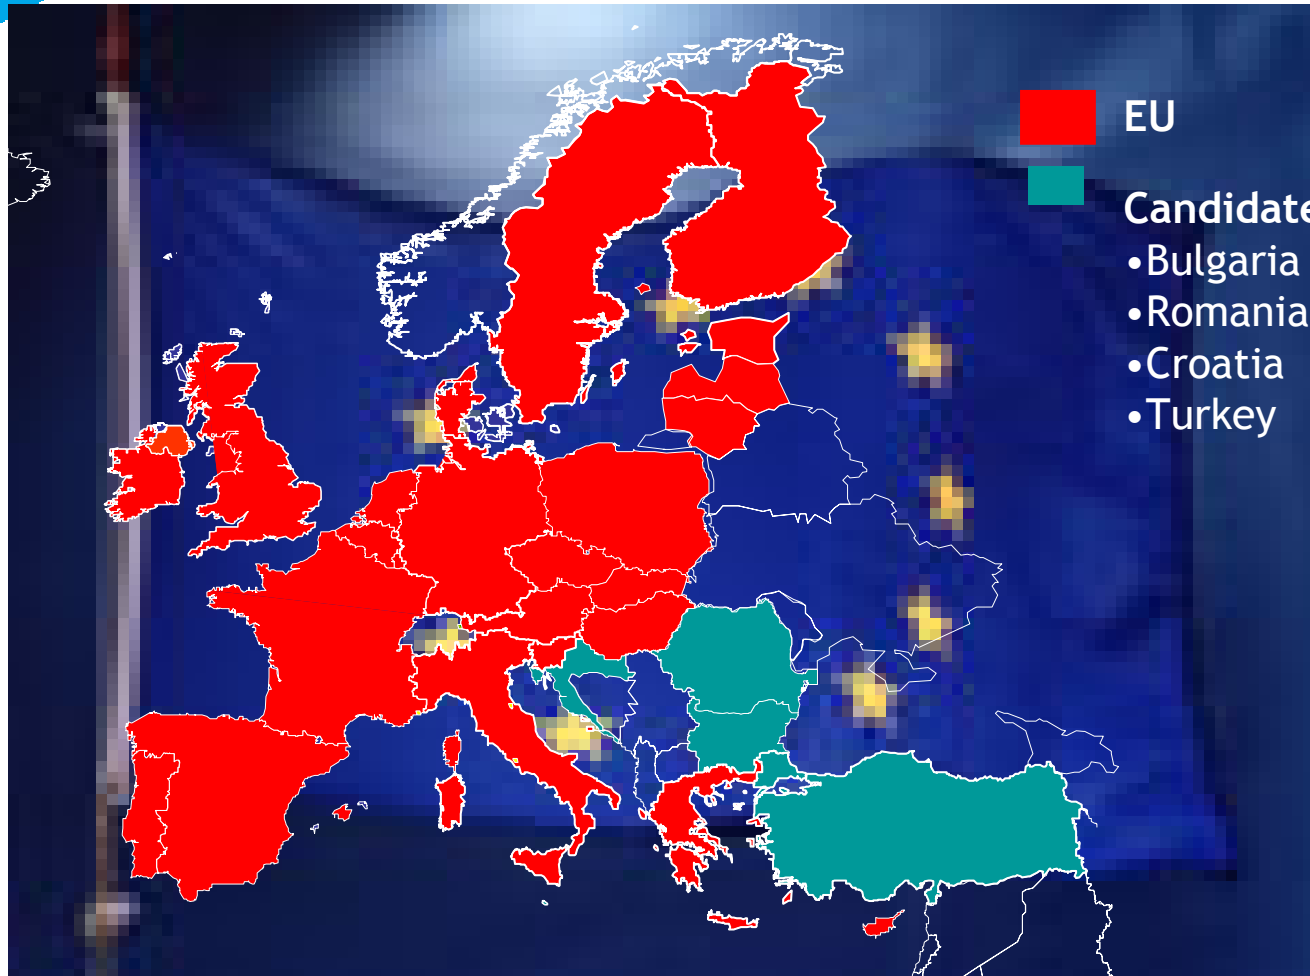 EU
Candidate
•Bulgaria
•Romania
•Croatia
•Turkey